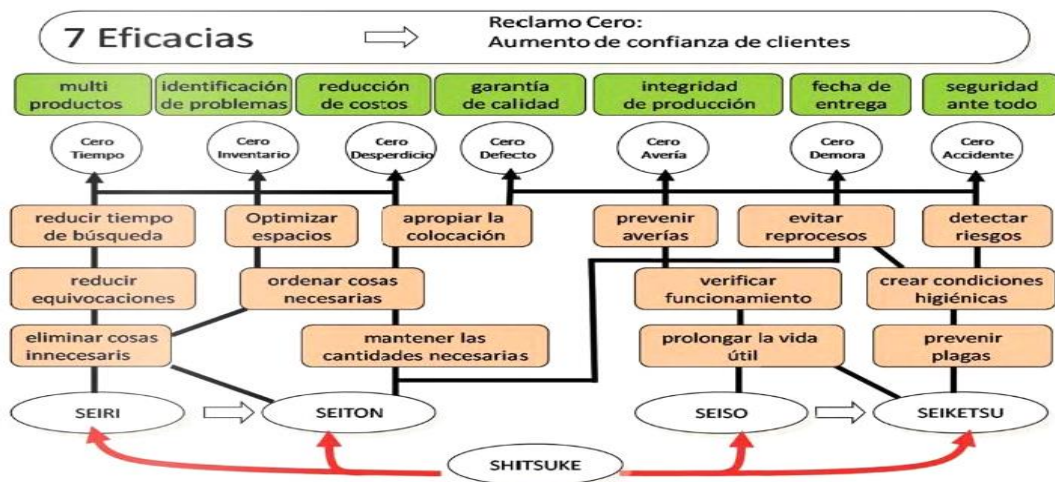 7 Eficacias
Reclamo Cero:
Aumento de confianza de clientes
multi
productos
identificación
de problemas
reducción
de costos
garantía
de calidad
integridad
de producción
fecha de
entrega
seguridad
ante todo
Cero
Tiempo
Cero
Inventario
Cero
Desperdicio
Cero
Defecto
Cero
Avería
Cero
Demora
Cero
Accidente
reducir tiempo
de búsqueda
Optimizar
espacios
apropiar la
colocación
prevenir
averías
evitar
reprocesos
detectar
riesgos
reducir
equivocaciones
ordenar cosas
necesarias
verificar
funcionamiento
crear condiciones
higiénicas
eliminar cosas
innecesaris
mantener las
cantidades necesarias
prolongar la vida
útil
prevenir
plagas
SEIRI
SEITON
SEISO
SEIKETSU
SHITSUKE